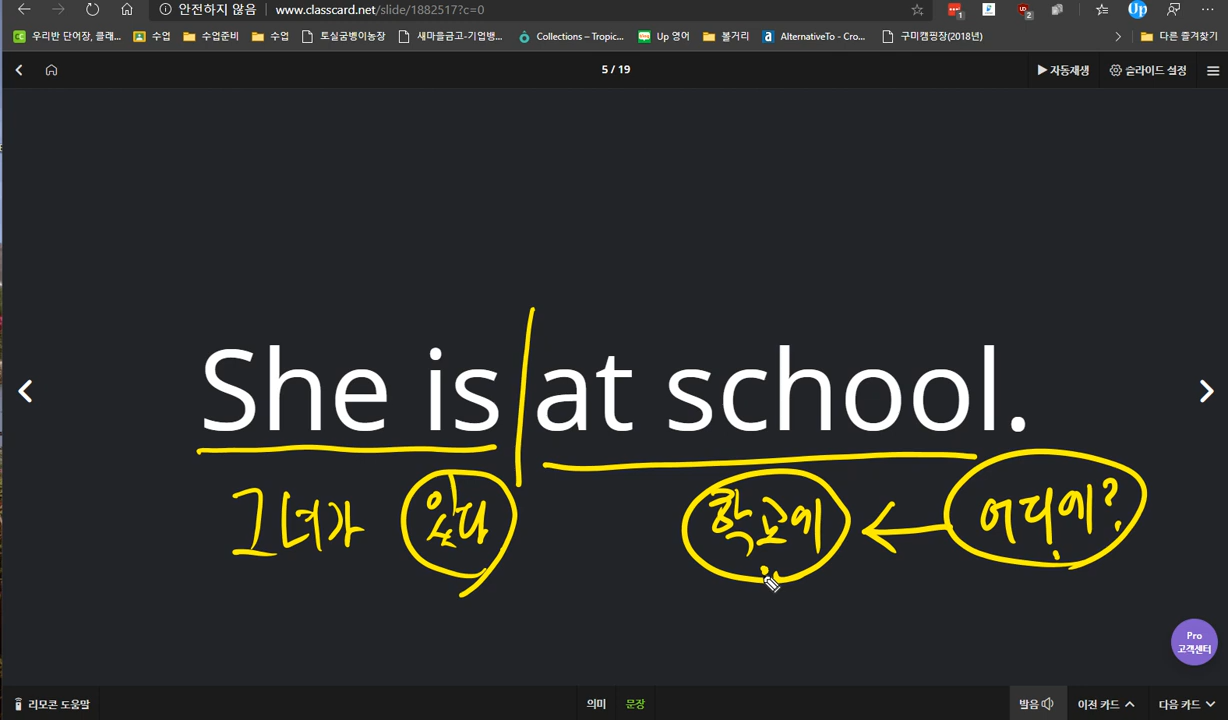 안전하지 않음 www.classcard.net/slide/1882517?c=0
우리반 단어장, 클래... 수업 수업준비 수업 토실굼벵이농장 새마을금고-기업뱅... Collections – Tropic... Up 영어 볼거리 AlternativeTo - Cro... 구미캠핑장(2018년) 다른 즐겨찾기
5 / 19 자동재생 슬라이드 설정
She is at school.
그녀가 있다 학교에 어디에?
Pro
고객센터
리모콘 도움말 의미 문장 발음 이전 카드 다음 카드